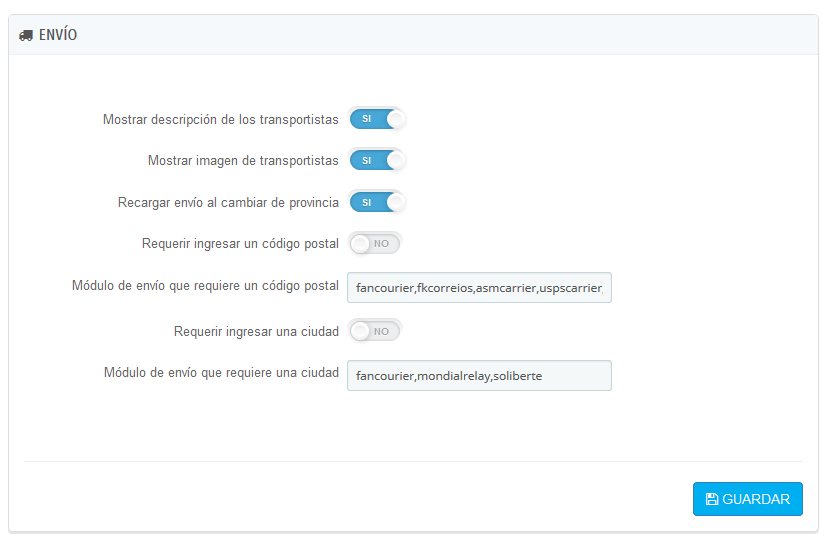 ENVÍO
Mostrar descripción de los transportistas SI
Mostrar imagen de transportistas SI
Recargar envío al cambiar de provincia SI
Requerir ingresar un código postal NO
Módulo de envío que requiere un código postal fancourier,fkcorreios,asmcarrier,uspscarrier,
Requerir ingresar una ciudad NO
Módulo de envío que requiere una ciudad fancourier,mondialrelay,soliberte
GUARDAR